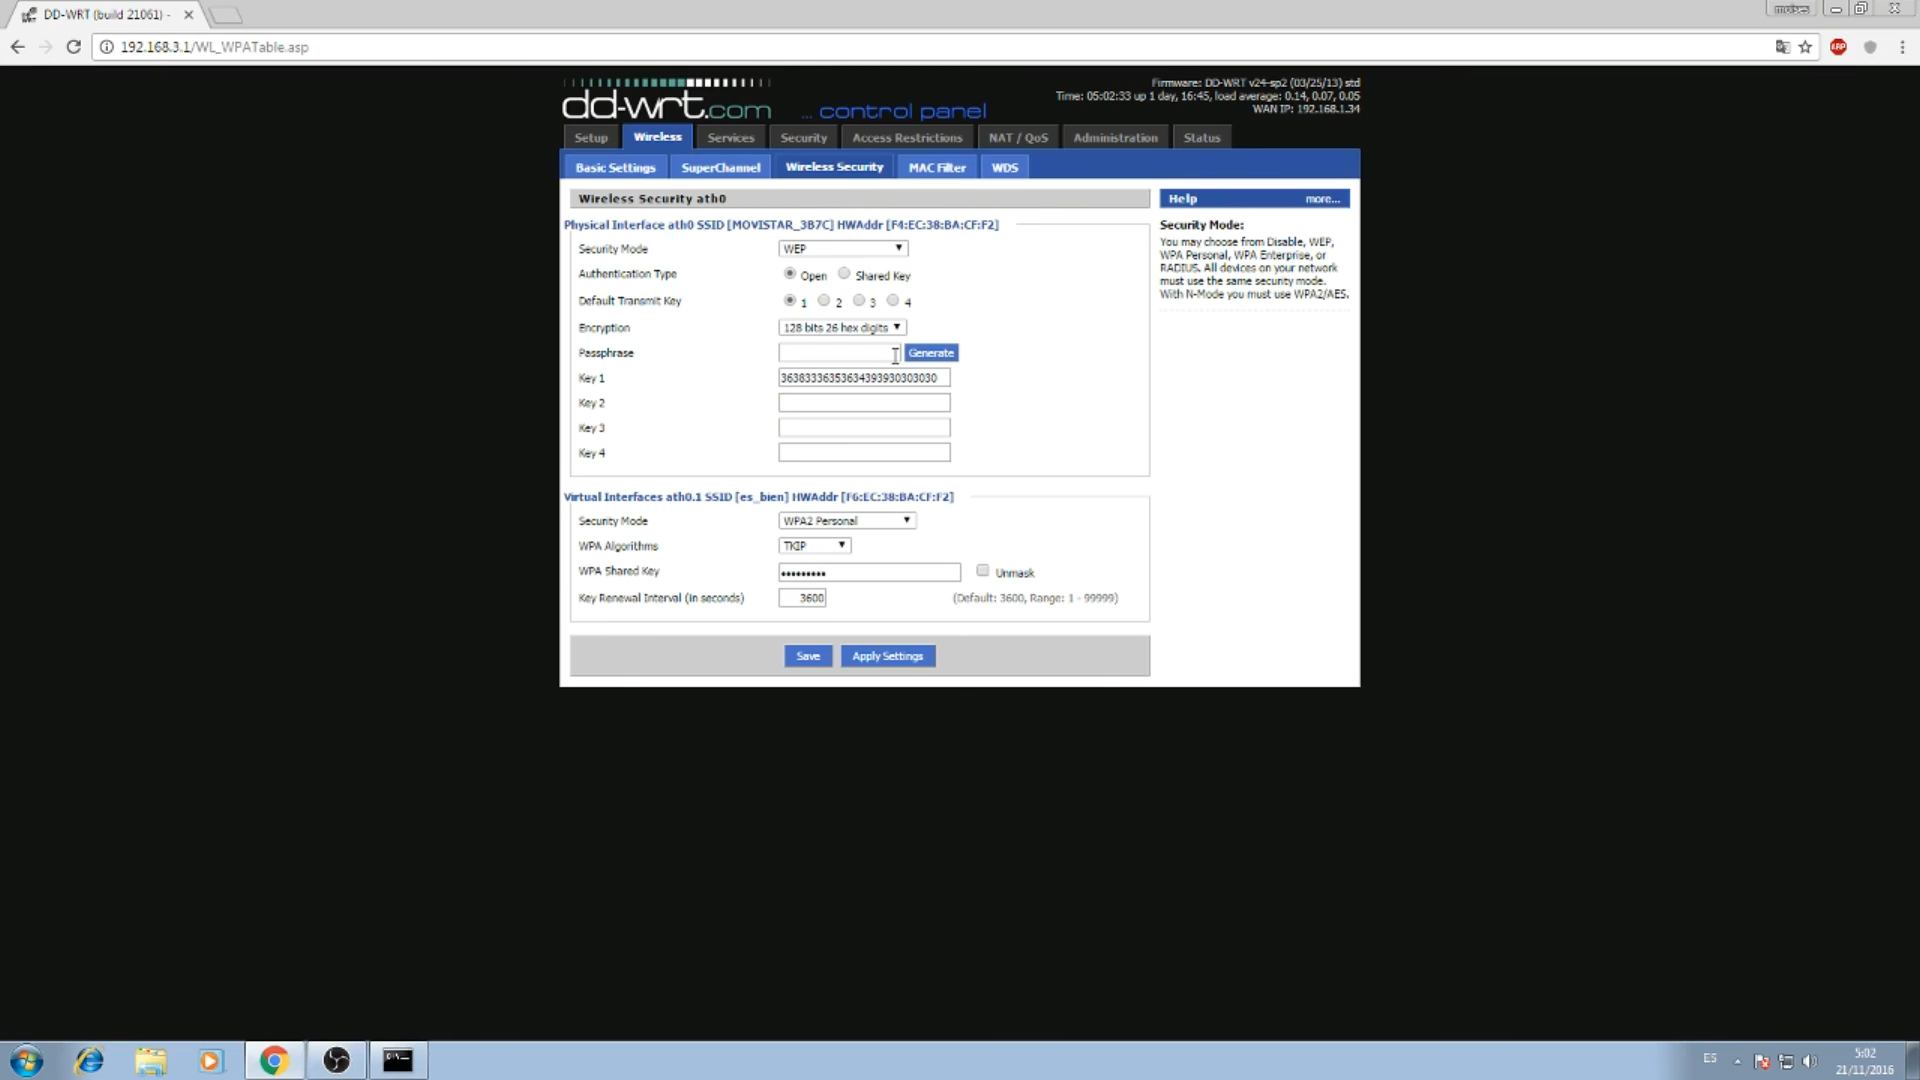 DD-WRT (build 21061) -
moises
192.168.3.1/WL_WPATable.asp
ABP
dd-wrt.com ... control panel
Firmware: DD-WRT v24-sp2 (03/25/13) std
Time: 05:02:33 up 1 day, 16:45, load average: 0.14, 0.07, 0.05
WAN IP: 192.168.1.34
Setup Wireless Services Security Access Restrictions NAT / QoS Administration Status
Basic Settings SuperChannel Wireless Security MAC Filter WDS
Wireless Security ath0
Physical Interface ath0 SSID [MOVISTAR_3B7C] HWAddr [F4:EC:38:BA:CF:F2]
Security Mode WEP
Authentication Type Open Shared Key
Default Transmit Key 1 2 3 4
Encryption 128 bits 26 hex digits
Passphrase Generate
Key 1 36383336353634393930303030
Key 2
Key 3
Key 4
Virtual Interfaces ath0.1 SSID [es_bien] HWAddr [F6:EC:38:BA:CF:F2]
Security Mode WPA2 Personal
WPA Algorithms TKIP
WPA Shared Key ••••••••• Unmask
Key Renewal Interval (in seconds) 3600 (Default: 3600, Range: 1 - 99999)
Save Apply Settings
Help more...
Security Mode:
You may choose from Disable, WEP,
WPA Personal, WPA Enterprise, or
RADIUS. All devices on your network
must use the same security mode.
With N-Mode you must use WPA2/AES.
ES
5:02
21/11/2016